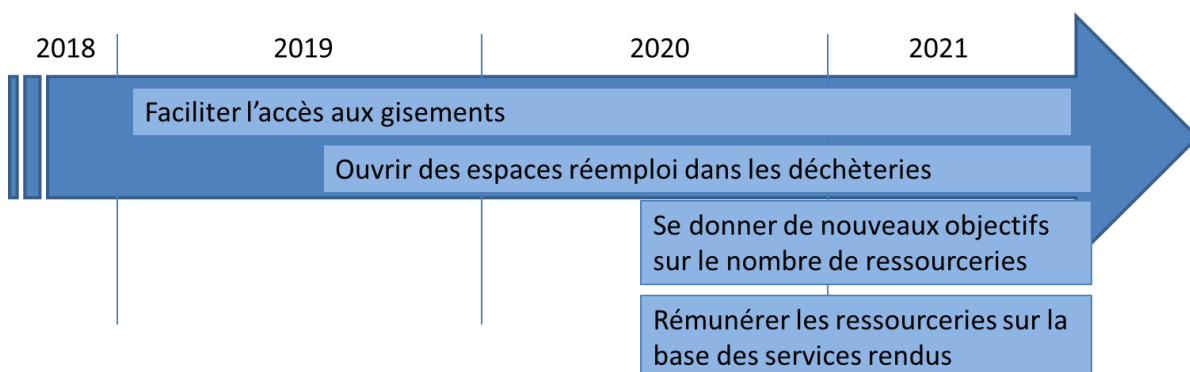 2018 2019 2020 2021
Faciliter l'accès aux gisements
Ouvrir des espaces réemploi dans les déchèteries
Se donner de nouveaux objectifs
sur le nombre de ressourceries
Rémunérer les ressourceries sur la
base des services rendus